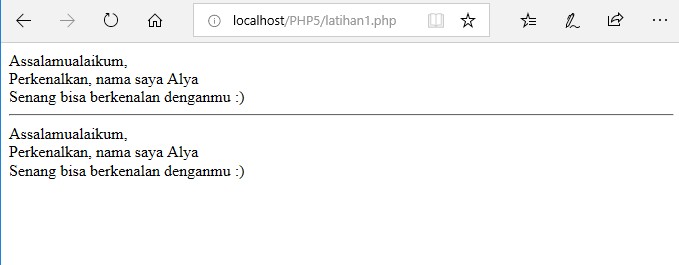 localhost/PHP5/latihan1.php
Assalamualaikum,
Perkenalkan, nama saya Alya
Senang bisa berkenalan denganmu :)
Assalamualaikum,
Perkenalkan, nama saya Alya
Senang bisa berkenalan denganmu :)